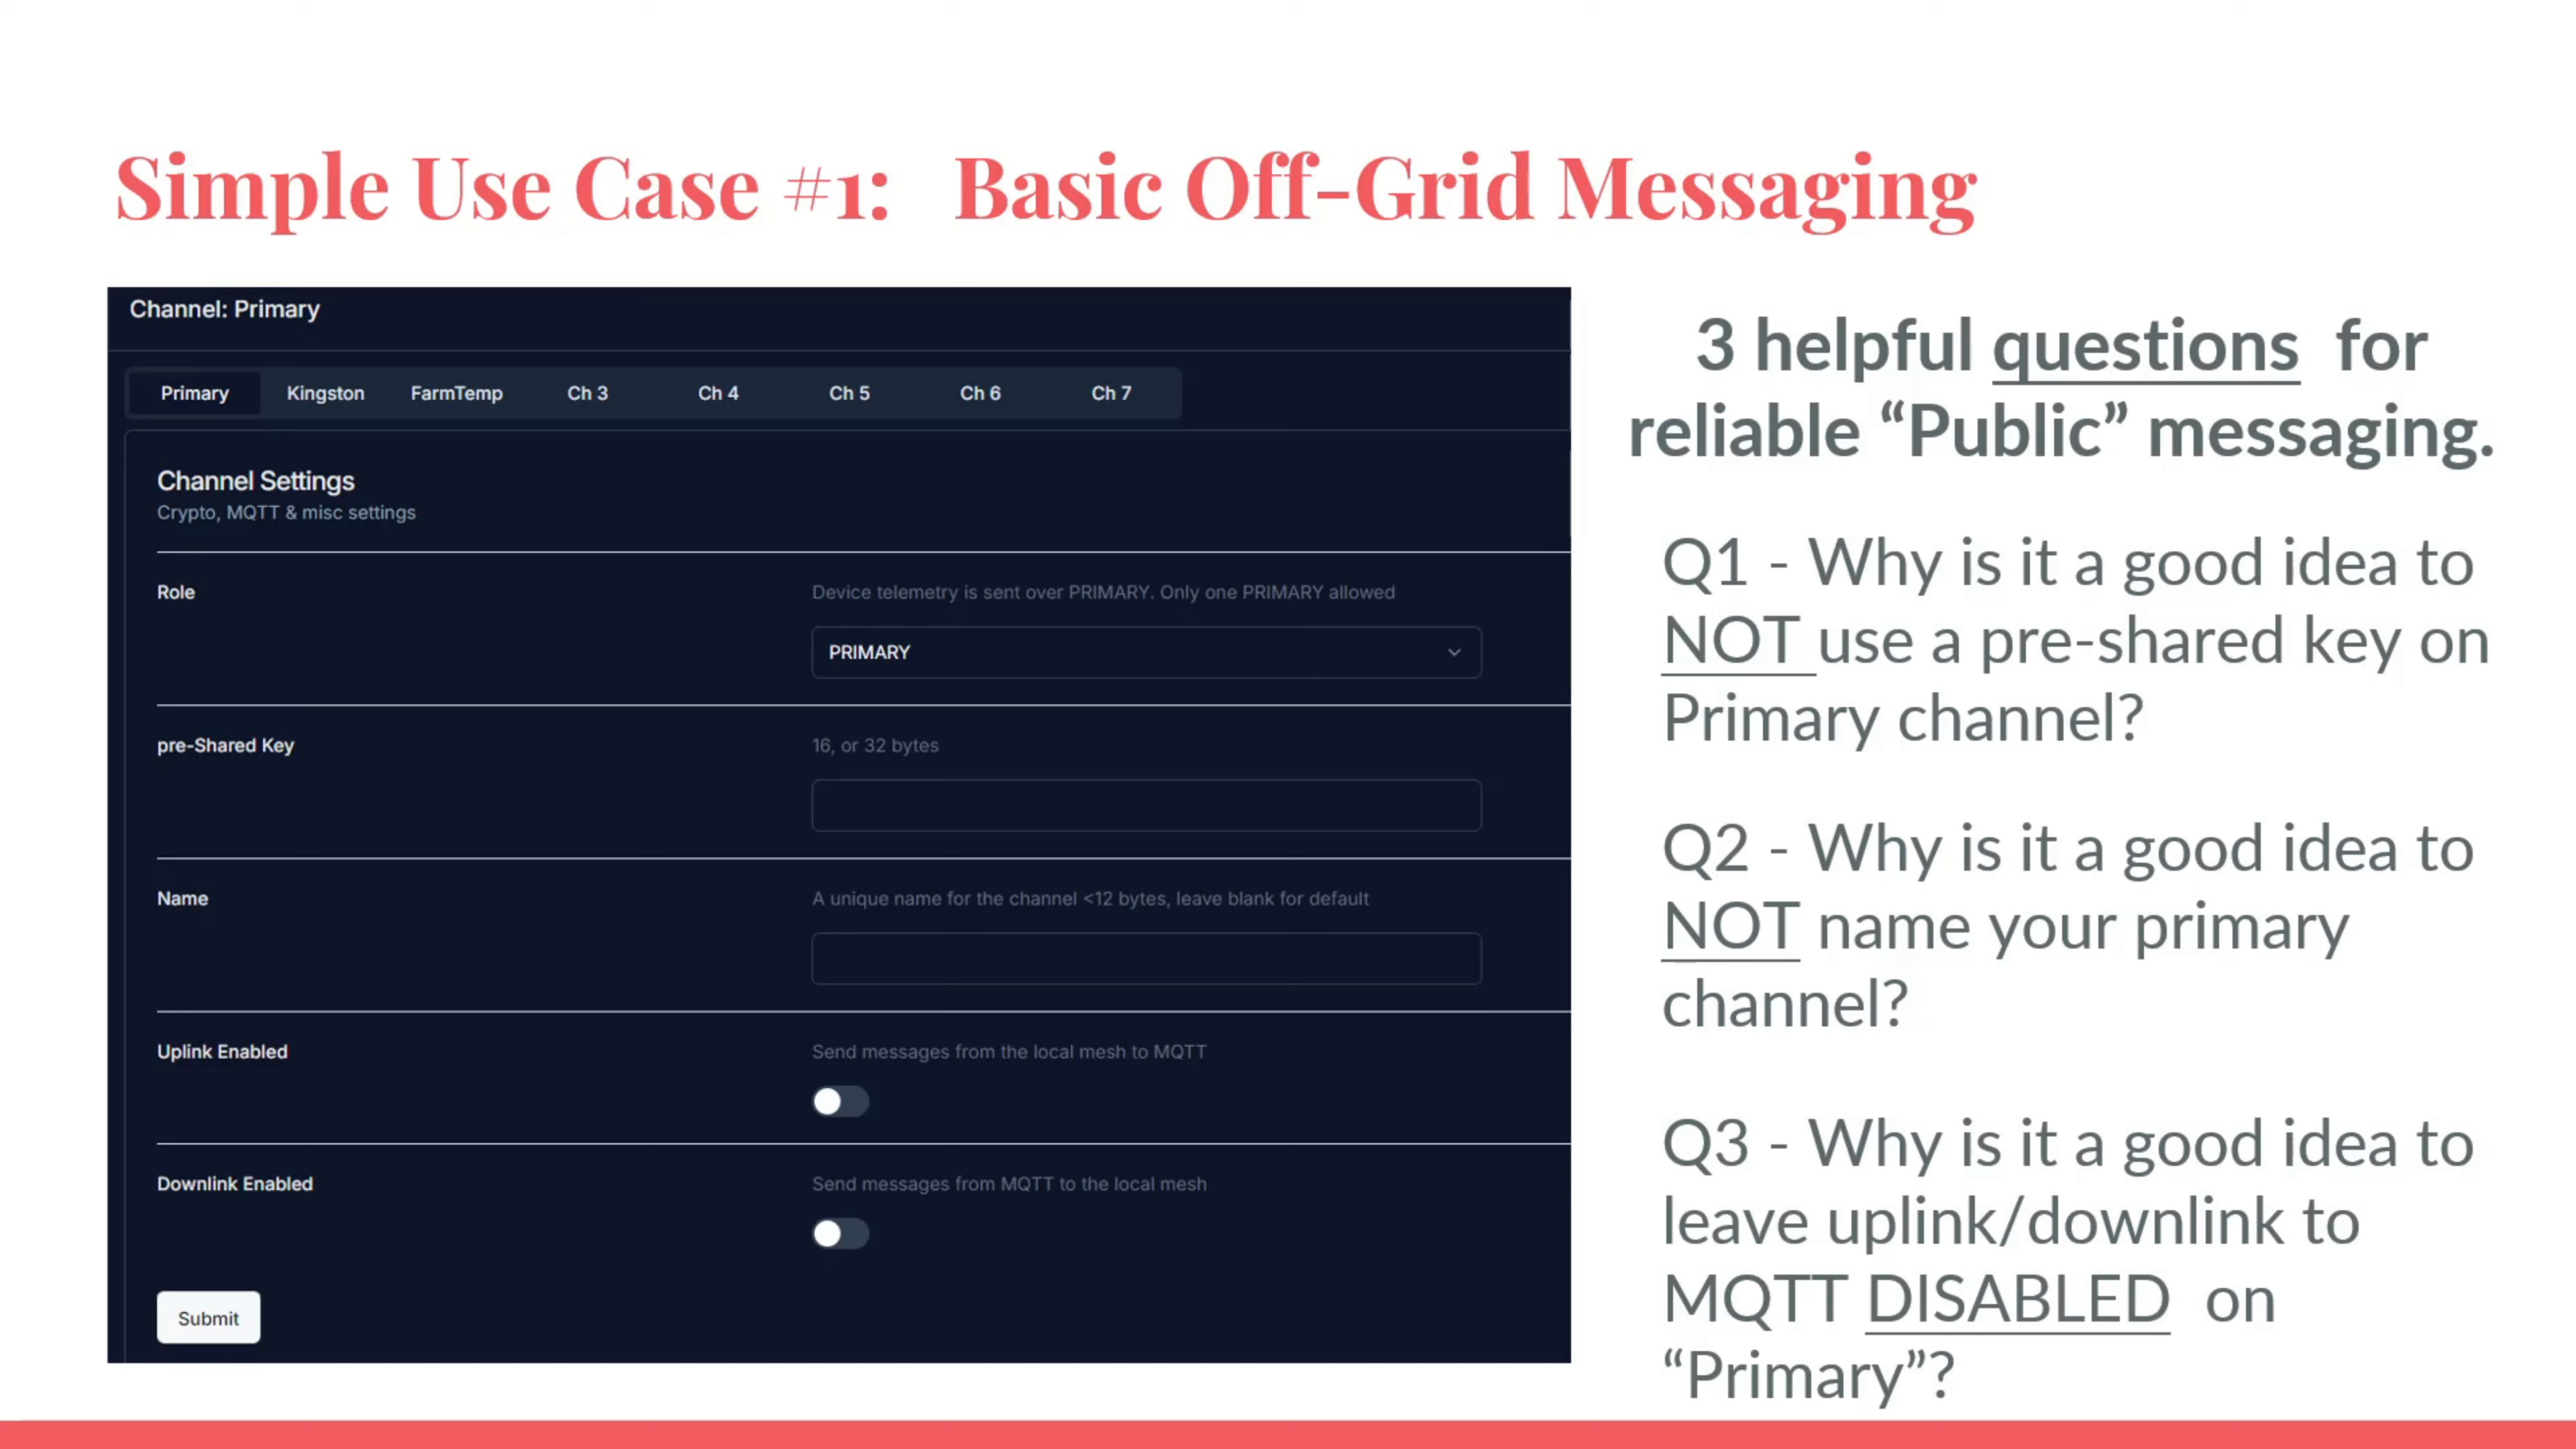 Simple Use Case #1: Basic Off-Grid Messaging
Channel: Primary
Primary Kingston FarmTemp Ch 3 Ch 4 Ch 5 Ch 6 Ch 7
Channel Settings
Crypto, MQTT & misc settings
Role
Device telemetry is sent over PRIMARY. Only one PRIMARY allowed
PRIMARY
pre-Shared Key
16, or 32 bytes
Name
A unique name for the channel <12 bytes, leave blank for default
Uplink Enabled
Send messages from the local mesh to MQTT
Downlink Enabled
Send messages from MQTT to the local mesh
Submit
3 helpful questions for
reliable “Public” messaging.
Q1 - Why is it a good idea to
NOT use a pre-shared key on
Primary channel?
Q2 - Why is it a good idea to
NOT name your primary
channel?
Q3 - Why is it a good idea to
leave uplink/downlink to
MQTT DISABLED on
“Primary”?